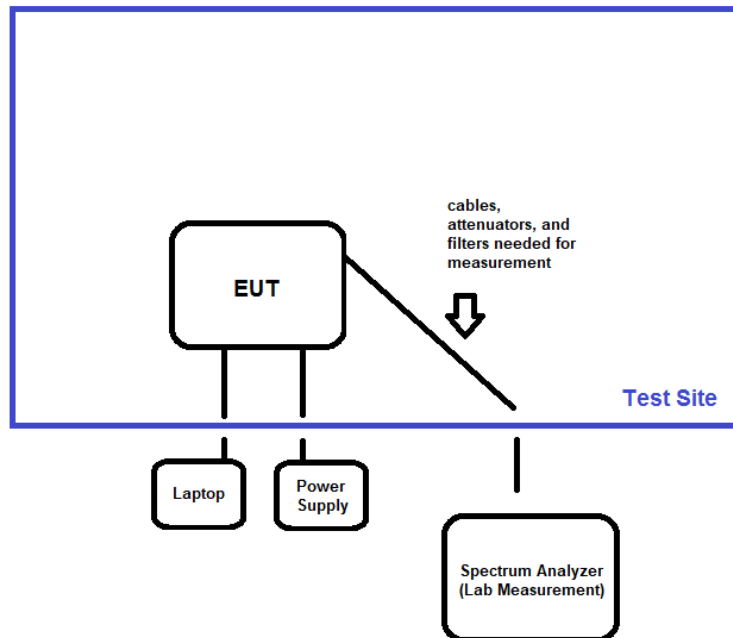 cables,
attenuators, and
filters needed for
measurement
EUT
Test Site
Laptop
Power
Supply
Spectrum Analyzer
(Lab Measurement)